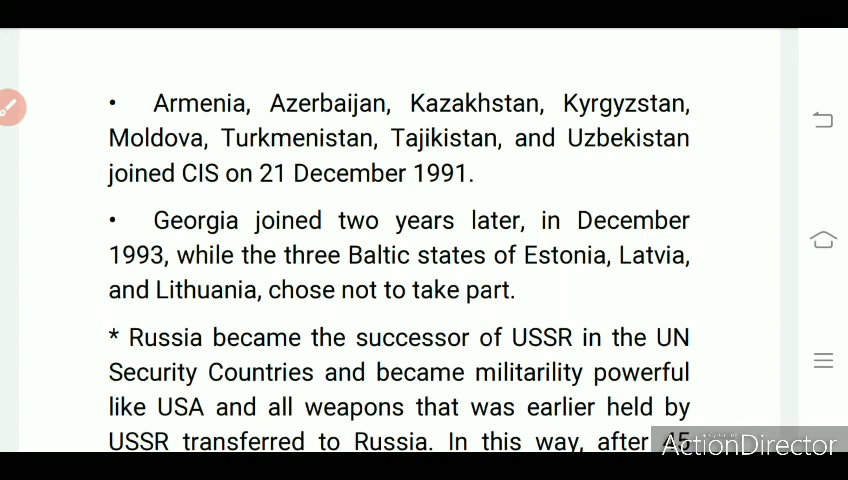 • Armenia, Azerbaijan, Kazakhstan, Kyrgyzstan,
Moldova, Turkmenistan, Tajikistan, and Uzbekistan
joined CIS on 21 December 1991.
• Georgia joined two years later, in December
1993, while the three Baltic states of Estonia, Latvia,
and Lithuania, chose not to take part.
* Russia became the successor of USSR in the UN
Security Countries and became militarility powerful
like USA and all weapons that was earlier held by
USSR transferred to Russia. In this way, after 45
ActionDirector